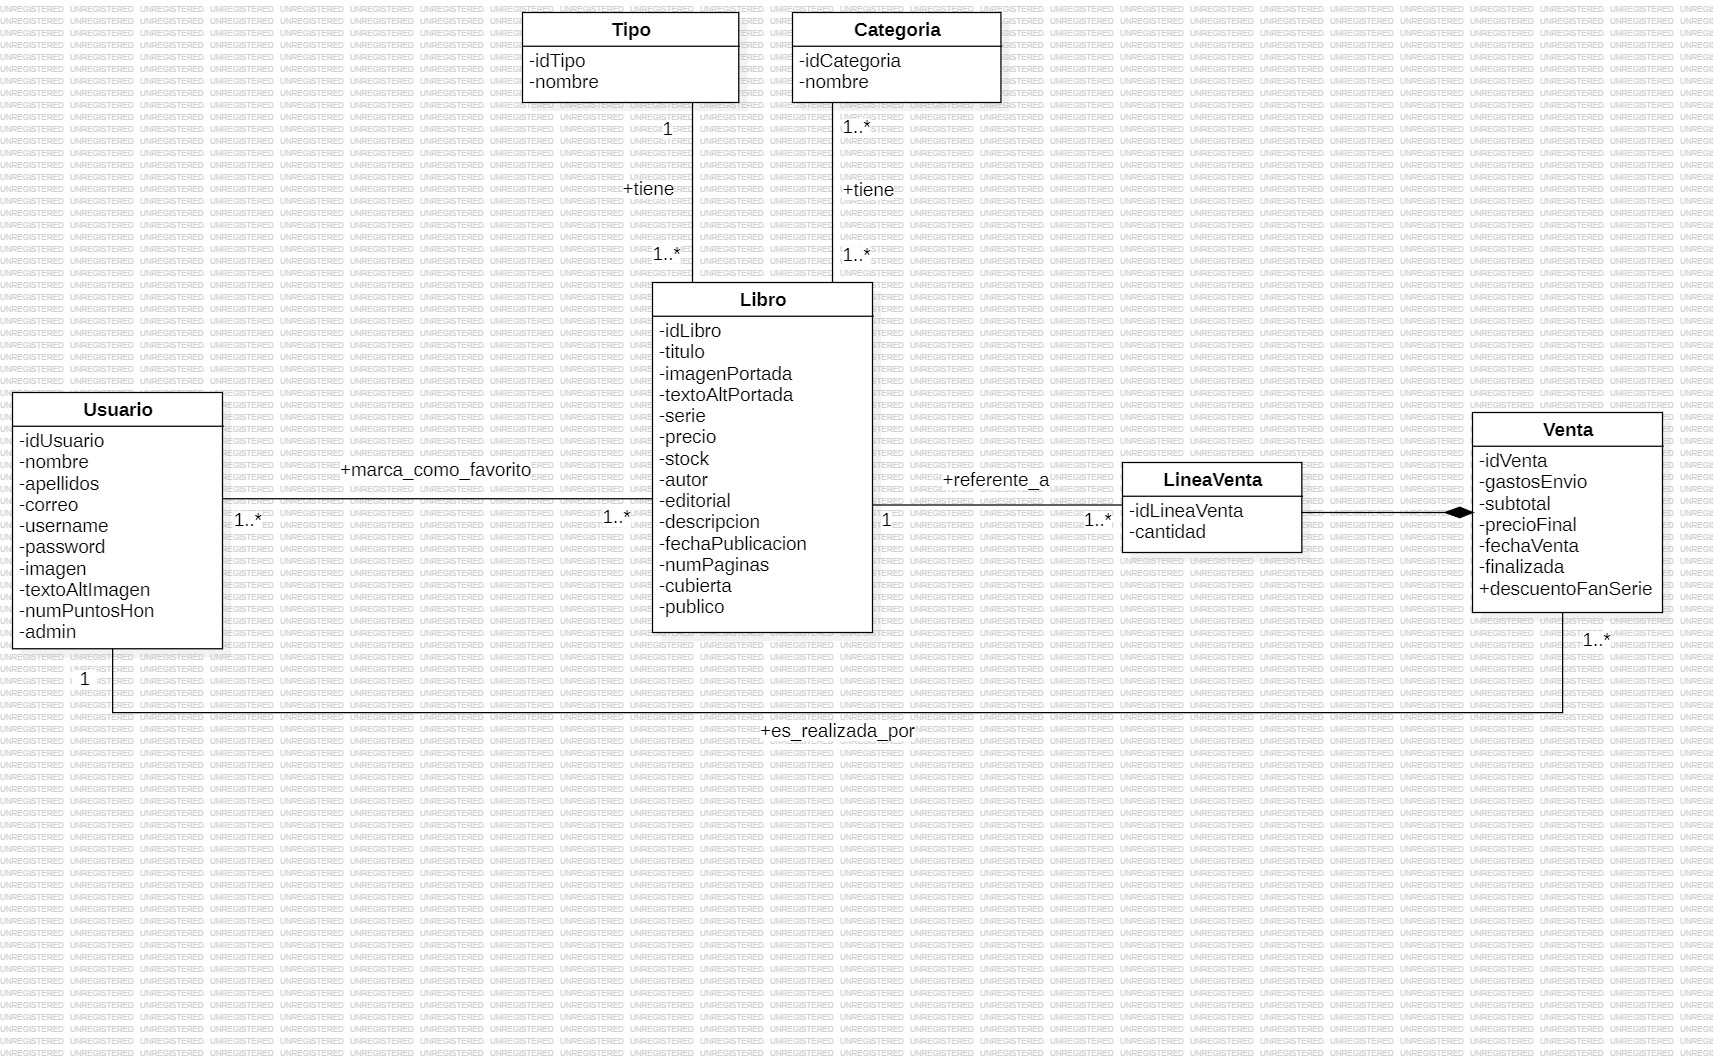 Tipo
-idTipo
-nombre
Categoria
-idCategoria
-nombre
1
1..*
+tiene
+tiene
1..*
1..*
Libro
-idLibro
-titulo
-imagenPortada
-textoAltPortada
-serie
-precio
-stock
-autor
-editorial
-descripcion
-fechaPublicacion
-numPaginas
-cubierta
-publico
Usuario
-idUsuario
-nombre
-apellidos
-correo
-username
-password
-imagen
-textoAltImagen
-numPuntosHon
-admin
+marca_como_favorito
1..*
1..*
+referente_a
1
1..*
LineaVenta
-idLineaVenta
-cantidad
Venta
-idVenta
-gastosEnvio
-subtotal
-precioFinal
-fechaVenta
-finalizada
+descuentoFanSerie
1
1..*
+es_realizada_por
UNREGISTERED